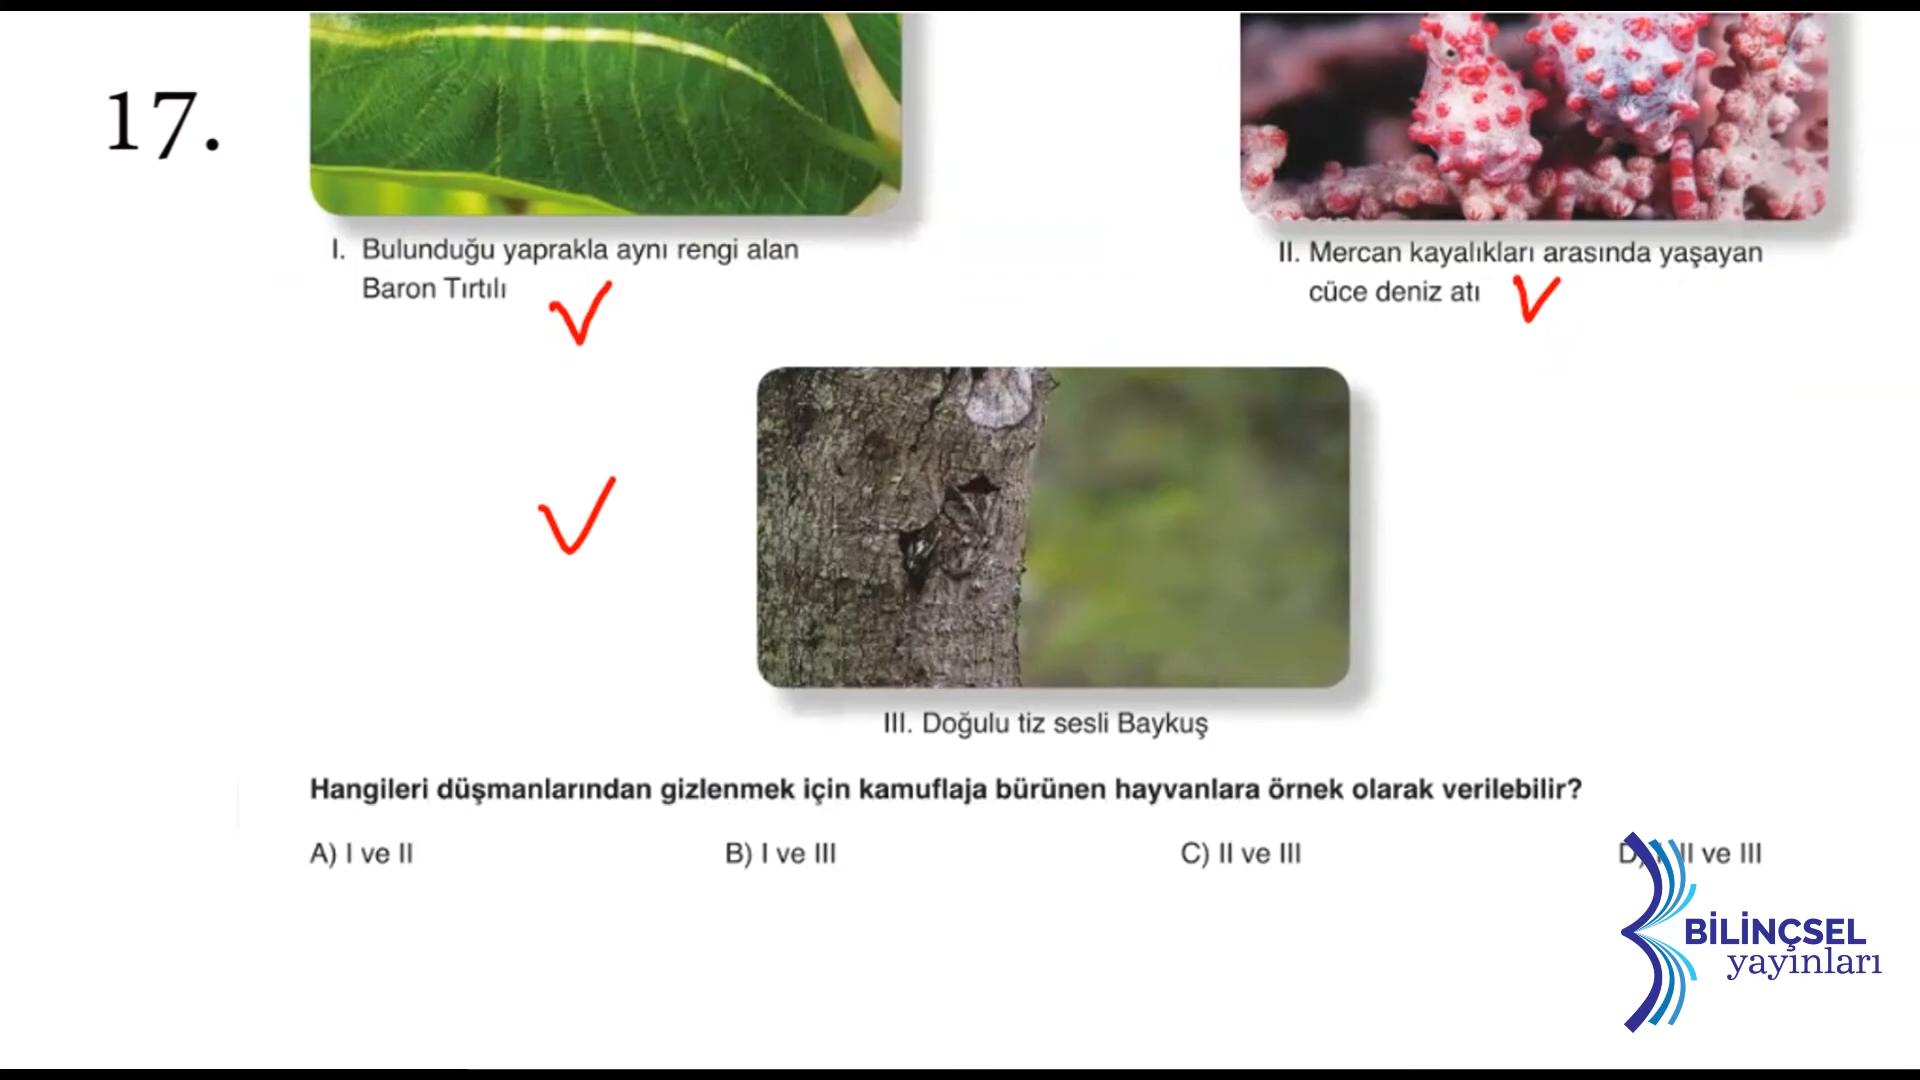 17.
I. Bulunduğu yaprakla aynı rengi alan
Baron Tırtılı
II. Mercan kayalıkları arasında yaşayan
cüce deniz atı
III. Doğulu tiz sesli Baykuş
Hangileri düşmanlarından gizlenmek için kamuflaja bürünen hayvanlara örnek olarak verilebilir?
A) I ve II
B) I ve III
C) II ve III
D) II ve III
BİLİNÇSEL
yayınları